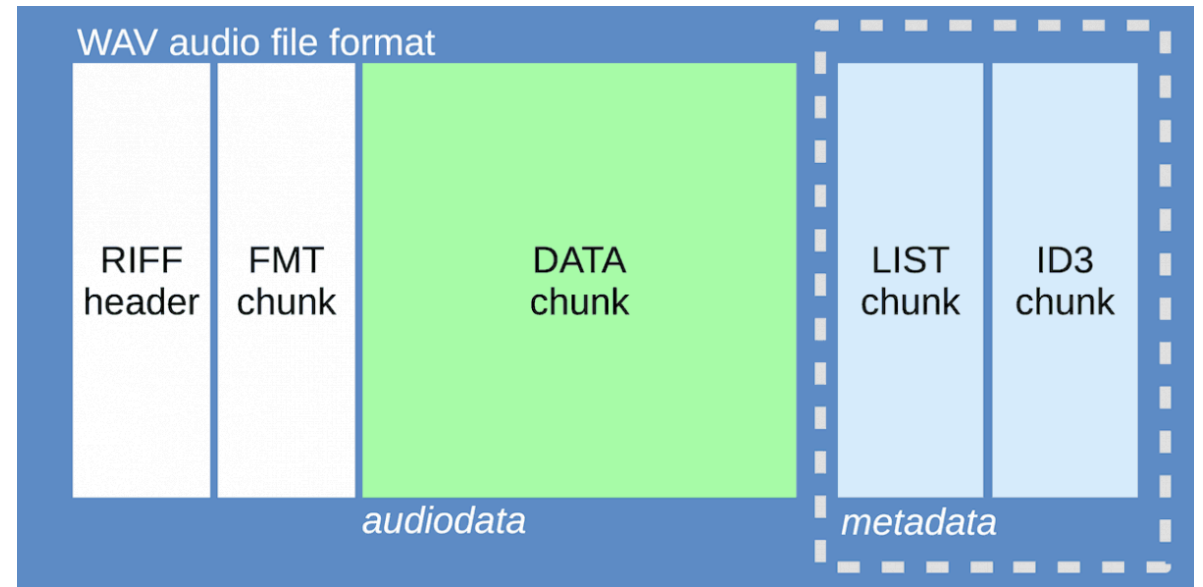 WAV audio file format
RIFF
header
FMT
chunk
DATA
chunk
LIST
chunk
ID3
chunk
audiodata
metadata